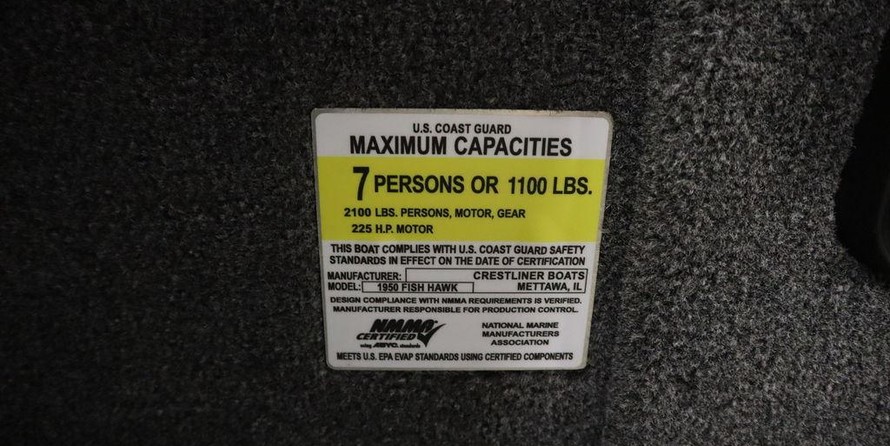 U.S. COAST GUARD
MAXIMUM CAPACITIES
7 PERSONS OR 1100 LBS.
2100 LBS. PERSONS, MOTOR, GEAR
225 H.P. MOTOR
THIS BOAT COMPLIES WITH U.S. COAST GUARD SAFETY
STANDARDS IN EFFECT ON THE DATE OF CERTIFICATION
MANUFACTURER: CRESTLINER BOATS
MODEL: 1950 FISH HAWK METTAWA, IL
DESIGN COMPLIANCE WITH NMMA REQUIREMENTS IS VERIFIED.
MANUFACTURER RESPONSIBLE FOR PRODUCTION CONTROL.
NMMA
CERTIFIED
using ABYC standards
NATIONAL MARINE
MANUFACTURERS
ASSOCIATION
MEETS U.S. EPA EVAP STANDARDS USING CERTIFIED COMPONENTS